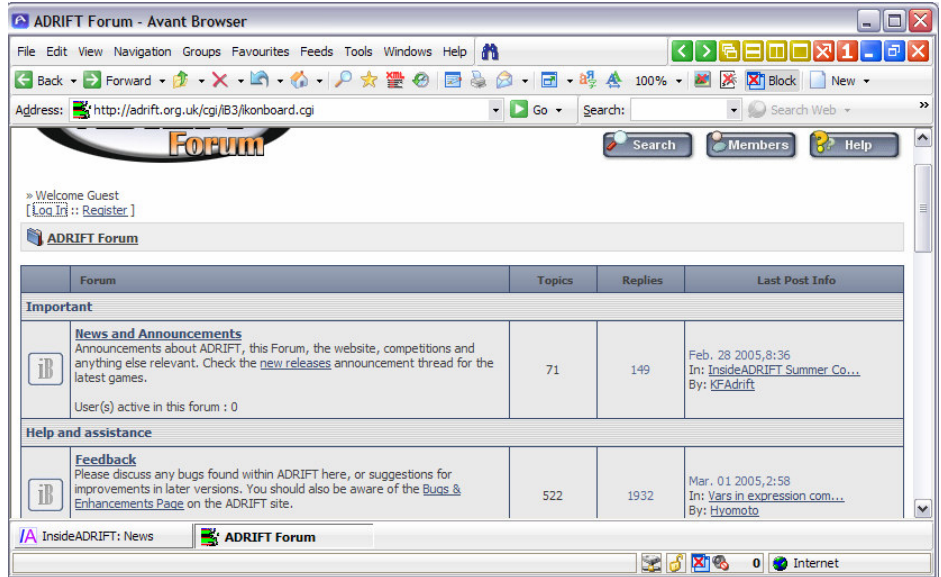 ADRIFT Forum - Avant Browser
File Edit View Navigation Groups Favourites Feeds Tools Windows Help
1
Back Forward XML 100% Block New
Address: http://adrift.org.uk/cgi/iB3/ikonboard.cgi Go Search: Search Web »
Forum
Search Members Help
» Welcome Guest
[ Log In :: Register ]
ADRIFT Forum
Forum Topics Replies Last Post Info
Important
News and Announcements
Announcements about ADRIFT, this Forum, the website, competitions and
anything else relevant. Check the new releases announcement thread for the
latest games.
User(s) active in this forum : 0
iB
71
149
Feb. 28 2005,8:36
In: InsideADRIFT Summer Co...
By: KFAdrift
Help and assistance
Feedback
Please discuss any bugs found within ADRIFT here, or suggestions for
improvements in later versions. You should also be aware of the Bugs &
Enhancements Page on the ADRIFT site.
iB
522
1932
Mar. 01 2005,2:58
In: Vars in expression com...
By: Hyomoto
InsideADRIFT: News ADRIFT Forum
0 Internet